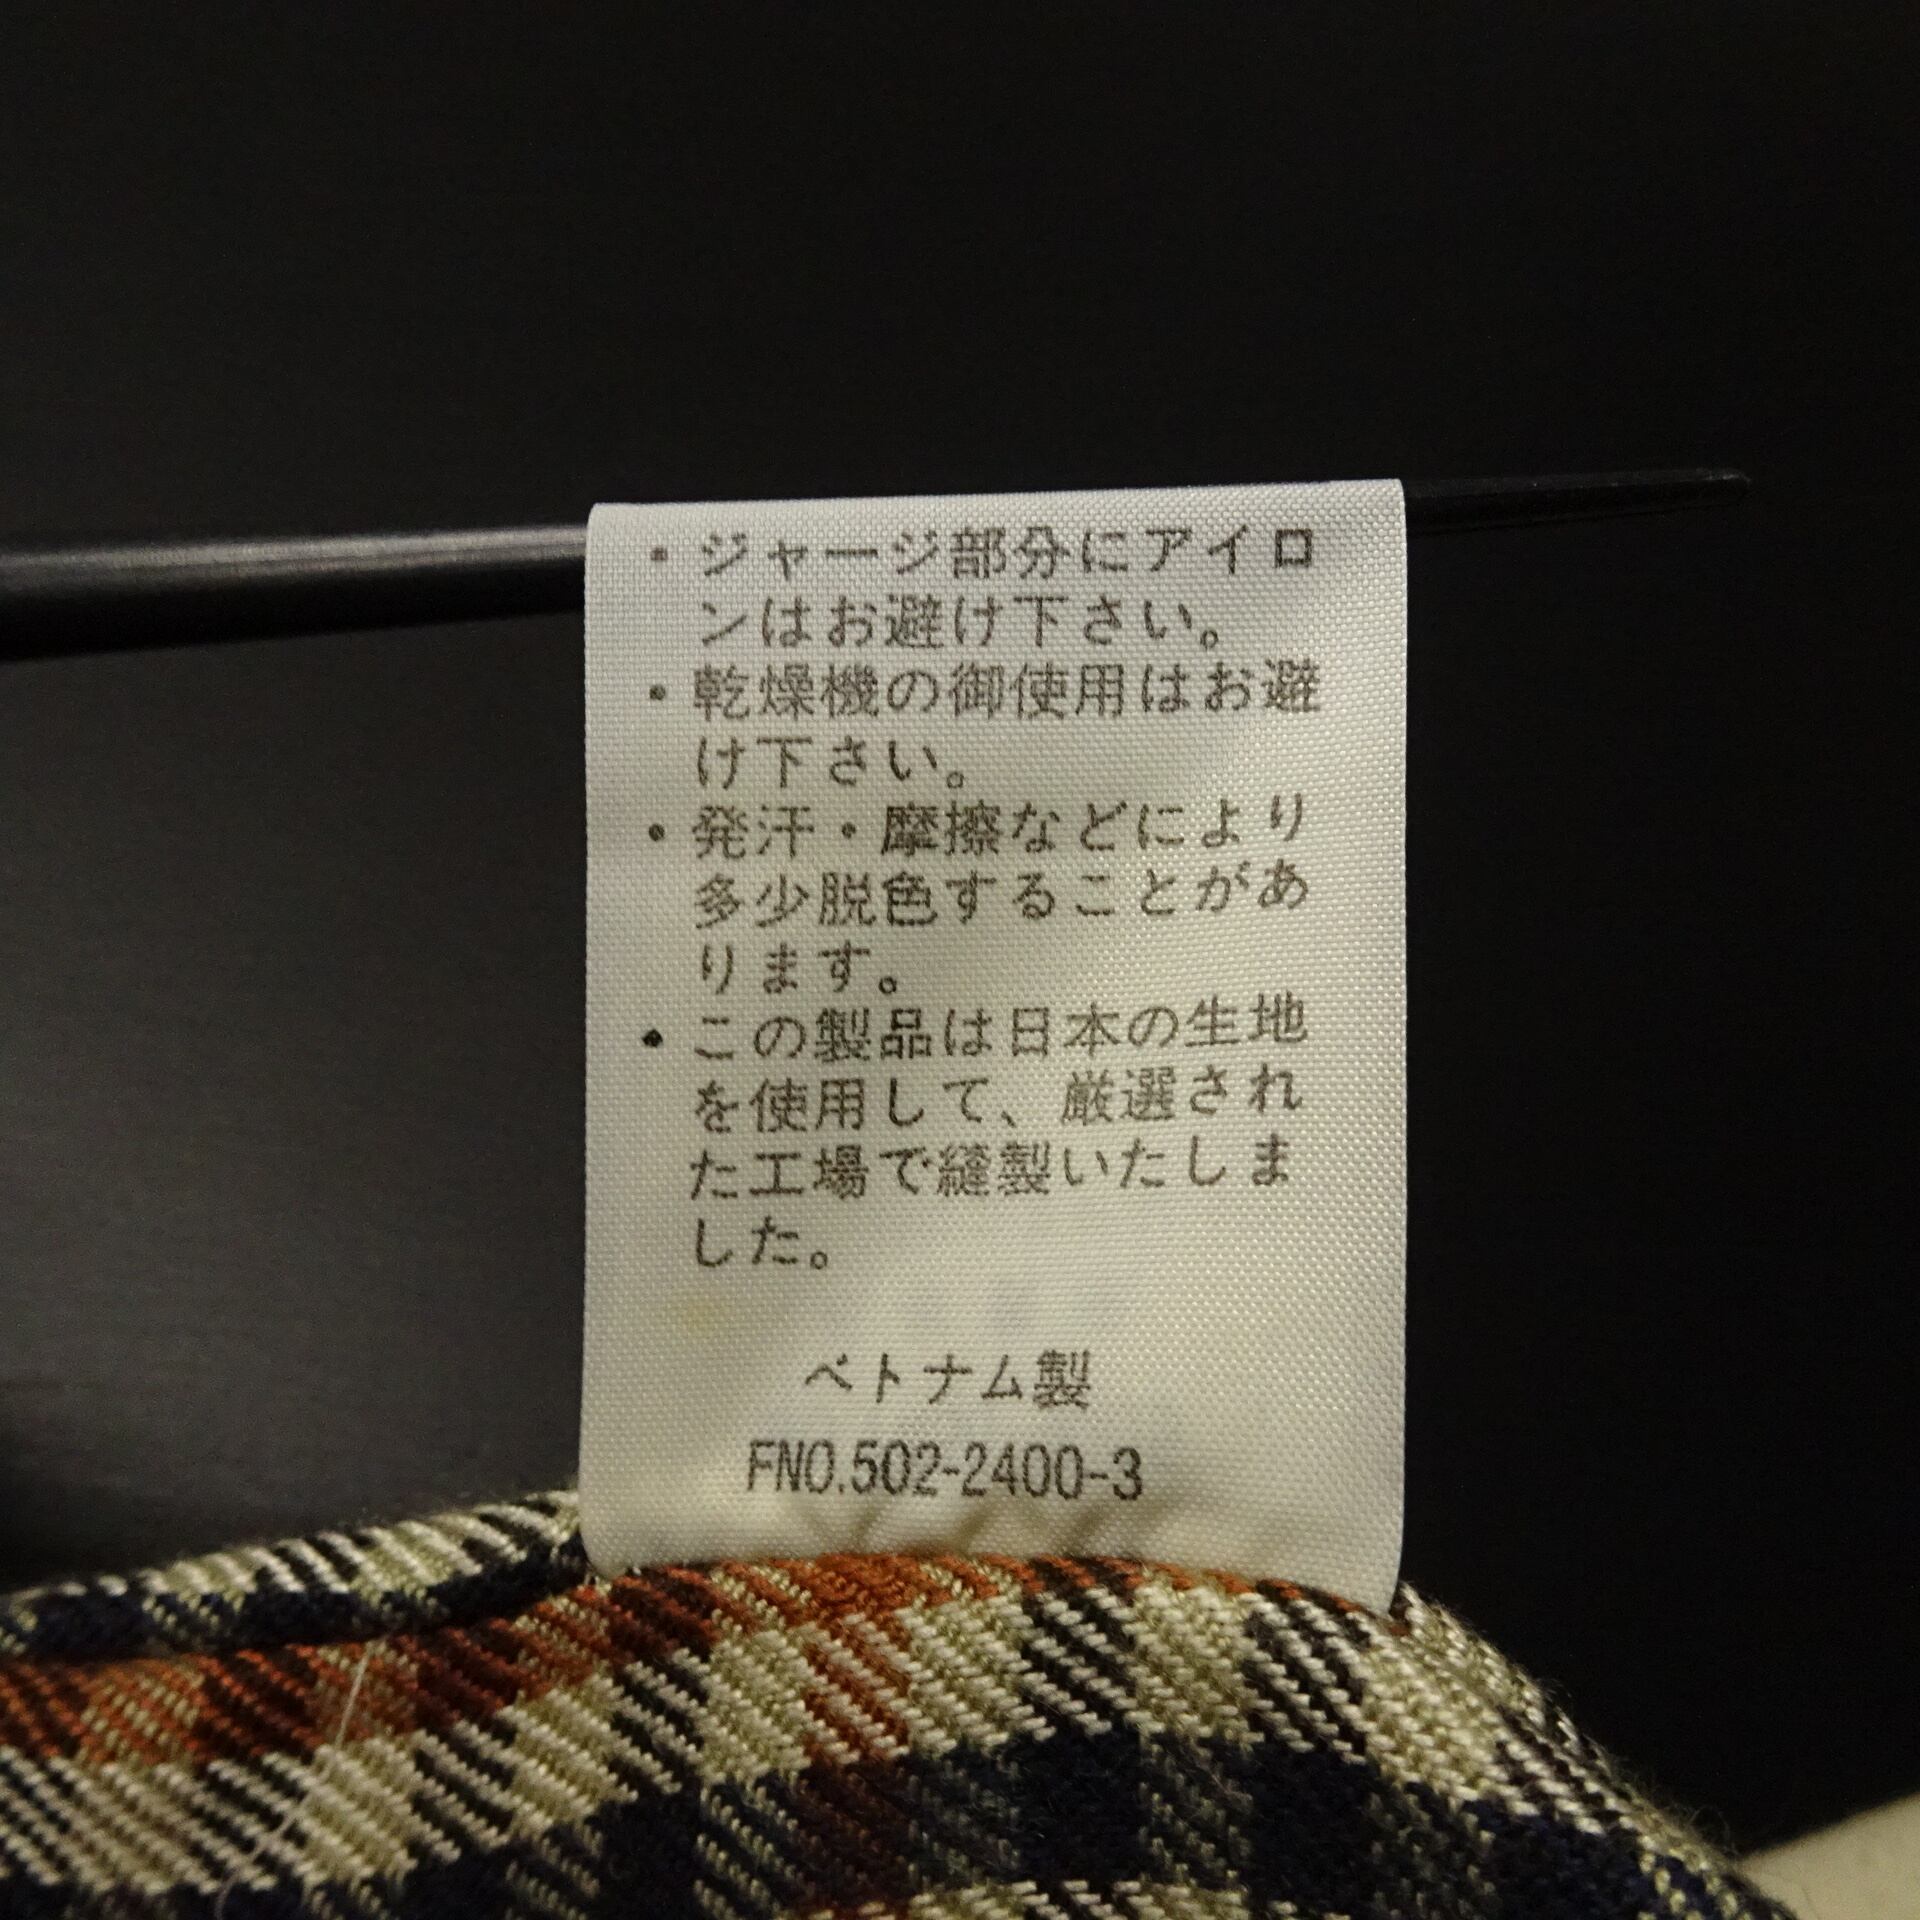 ・ジャージ部分にアイロ
ンはお避け下さい。
・乾燥機の御使用はお避
け下さい。
・発汗・摩擦などにより
多少脱色することがあ
ります。
・この製品は日本の生地
を使用して、厳選され
た工場で縫製いたしま
した。
ベトナム製
FNO.502-2400-3